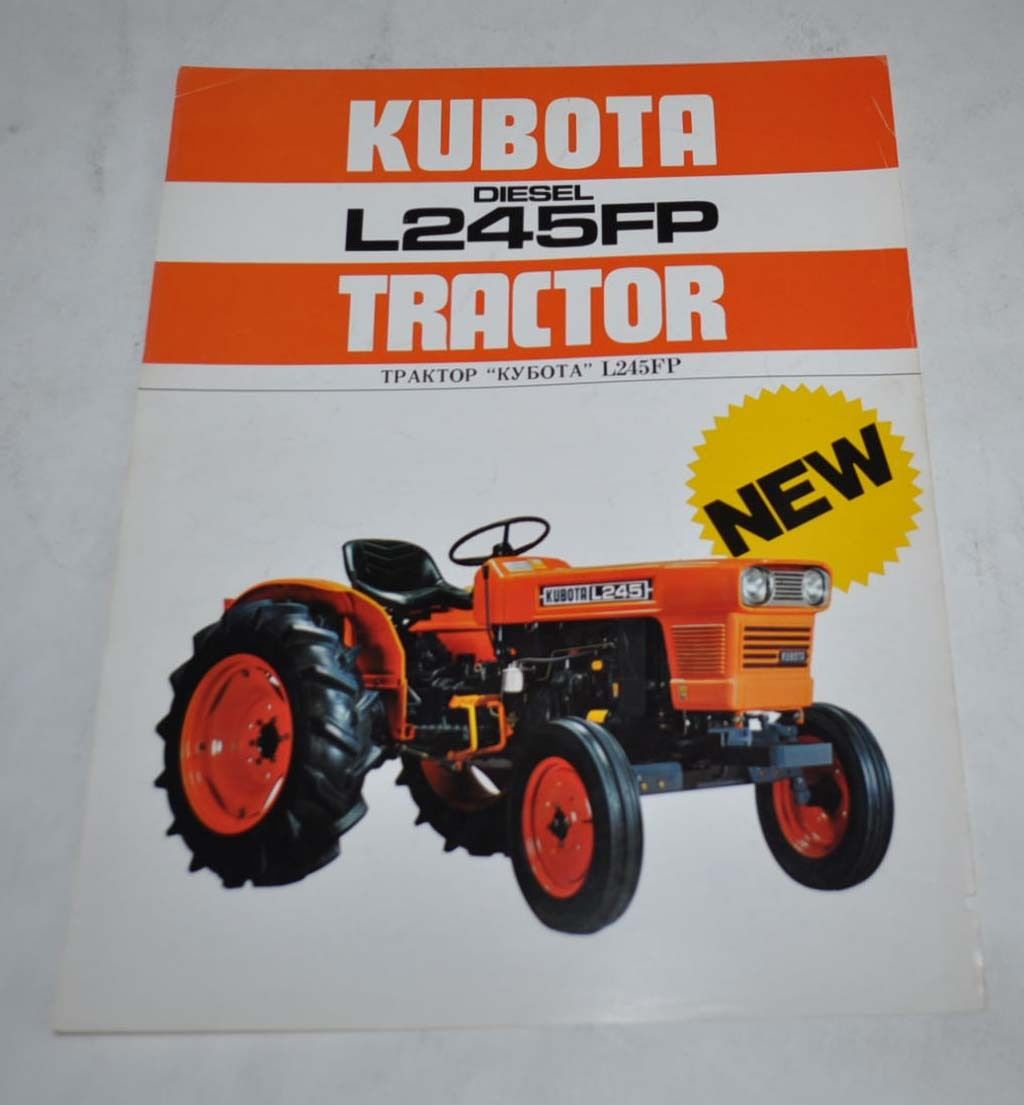 KUBOTA
DIESEL
L245FP
TRACTOR
ТРАКТОР “КУБОТА” L245FP
NEW
KUBOTA L245
KUBOTA